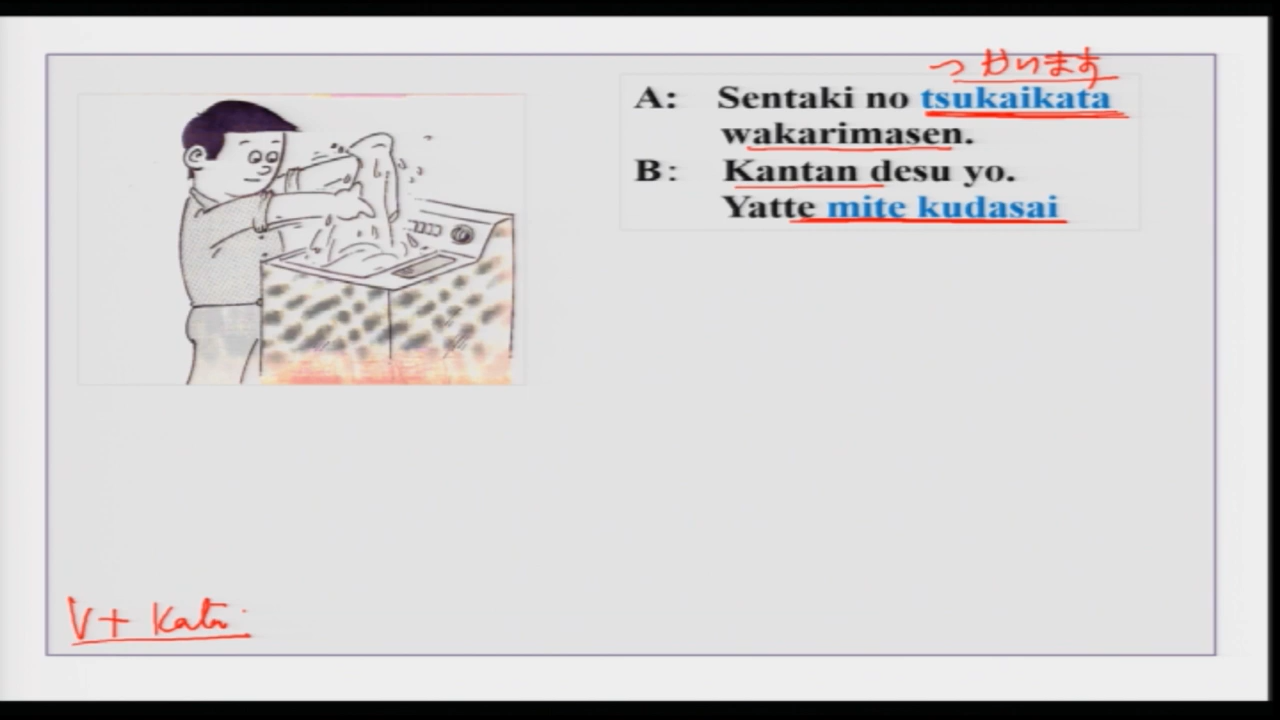 つかいます
A: Sentaki no tsukaikata
wakarimasen.
B: Kantan desu yo.
Yatte mite kudasai
V+ Kata